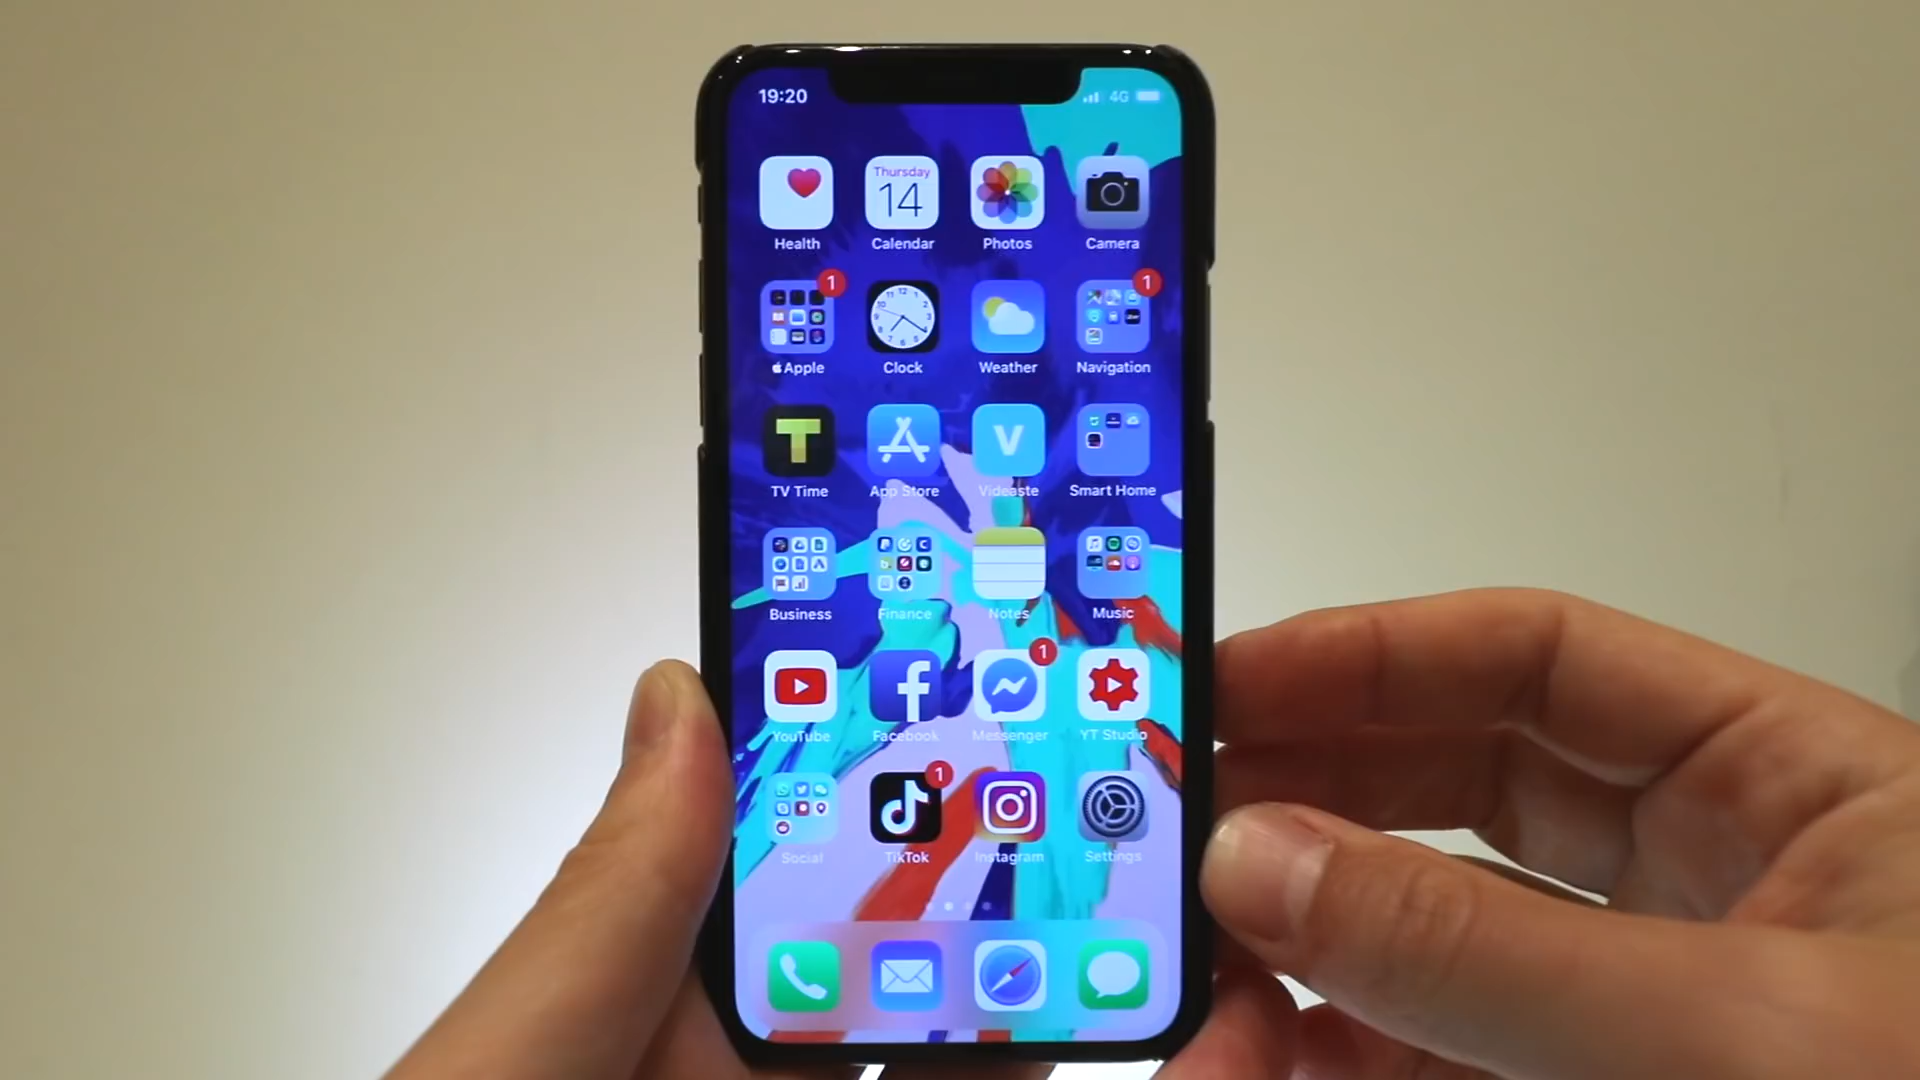 19:20 4G
Thursday
14
Health Calendar Photos Camera
1 1
Apple Clock Weather Navigation
T V
TV Time App Store Videaste Smart Home
Business Finance Notes Music
1
YouTube Facebook Messenger YT Studio
1
Social TikTok Instagram Settings